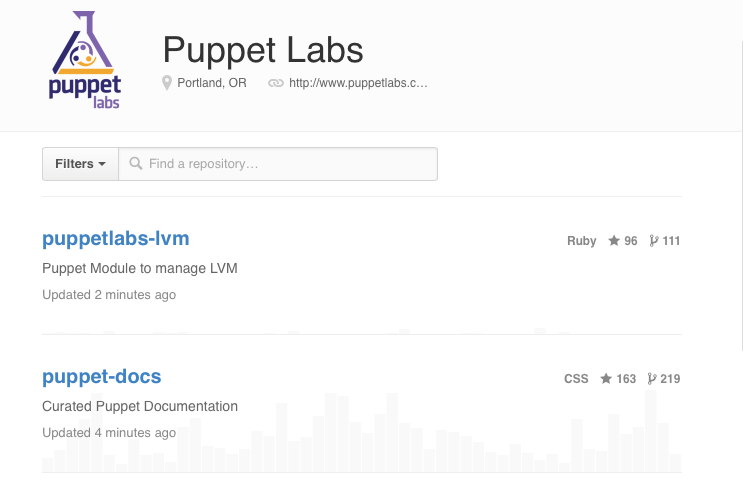 puppet
labs
Puppet Labs
Portland, OR http://www.puppetlabs.c...
Filters Find a repository...
puppetlabs-lvm
Ruby 96 111
Puppet Module to manage LVM
Updated 2 minutes ago
puppet-docs
CSS 163 219
Curated Puppet Documentation
Updated 4 minutes ago